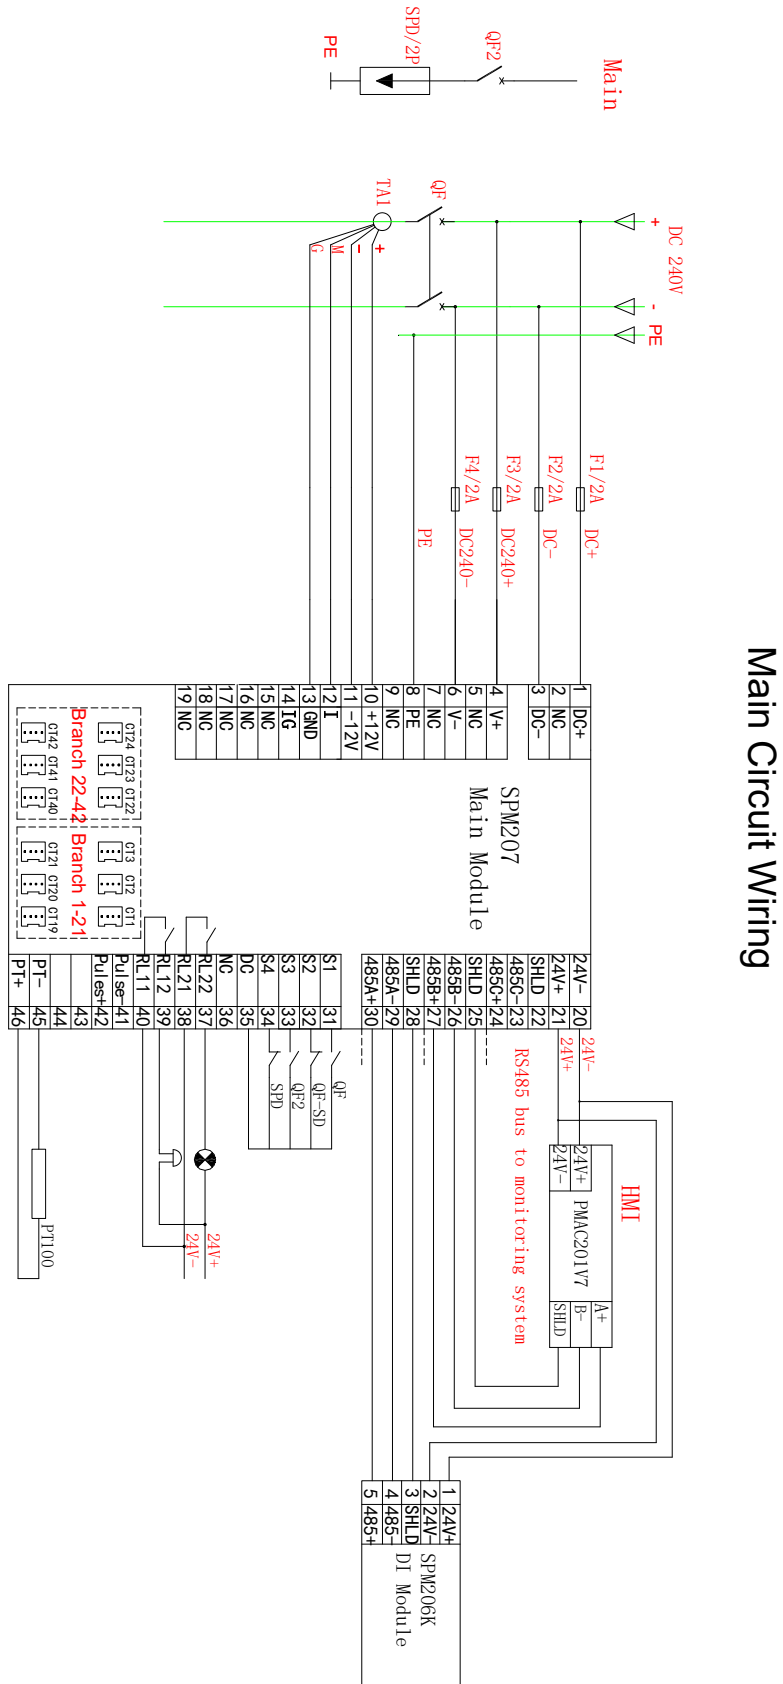 Main Circuit Wiring
Main
QF2
SPD/2P
PE
DC 240V
+
-
PE
QF
TA1
+
-
M
G
F1/2A
DC+
F2/2A
DC-
F3/2A
DC240+
F4/2A
DC240-
PE
1 DC+
2 NC
3 DC-
4 V+
5 NC
6 V-
7 NC
8 PE
9 NC
10 +12V
11 -12V
12 I
13 GND
14 IG
15 NC
16 NC
17 NC
18 NC
19 NC
SPM207
Main Module
Branch 22-42
CT24
CT23
CT22
CT42
CT41
CT40
Branch 1-21
CT3
CT2
CT1
CT21
CT20
CT19
24V- 20
24V+ 21
SHLD 22
485C- 23
485C+ 24
SHLD 25
485B- 26
485B+ 27
SHLD 28
485A- 29
485A+ 30
S1 31
S2 32
S3 33
S4 34
DC 35
NC 36
RL22 37
RL21 38
RL12 39
RL11 40
Pulse- 41
Pules+ 42
43
44
PT- 45
PT+ 46
24V-
24V+
RS485 bus to monitoring system
QF
QF-SD
QF2
SPD
24V+
24V-
PT100
HMI
24V+
24V-
PMAC201V7
A+
B-
SHLD
1 24V+
2 24V-
3 SHLD
4 485-
5 485+
SPM206K
DI Module